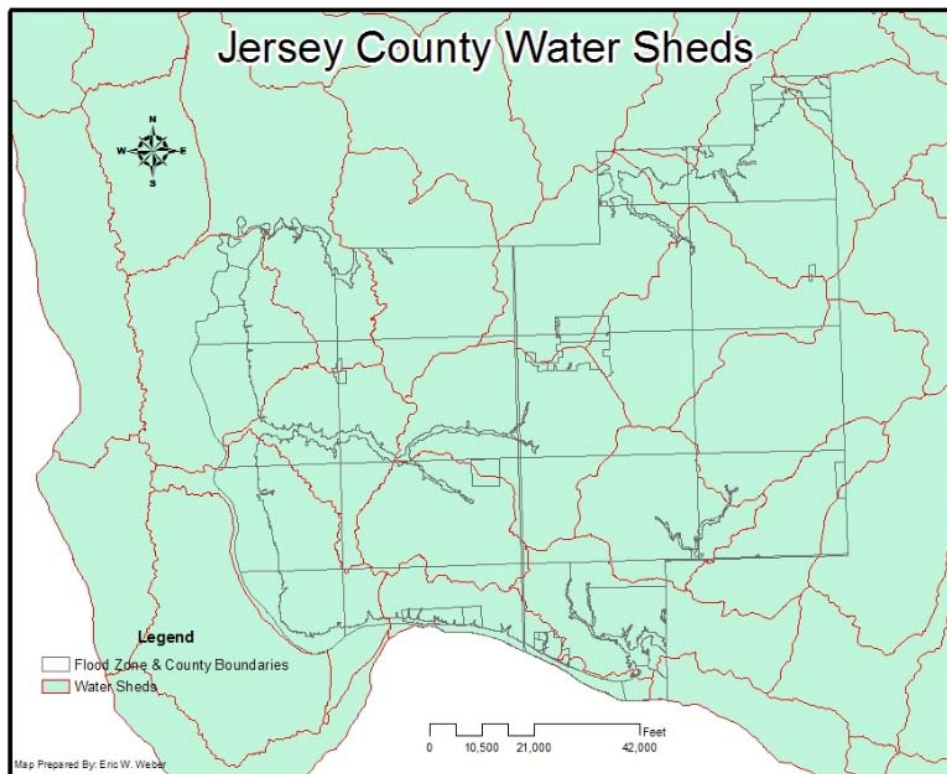 Jersey County Water Sheds
N
W E
S
Legend
Flood Zone & County Boundaries
Water Sheds
Feet
0 10,500 21,000 42,000
Map Prepared By: Eric W. Weber